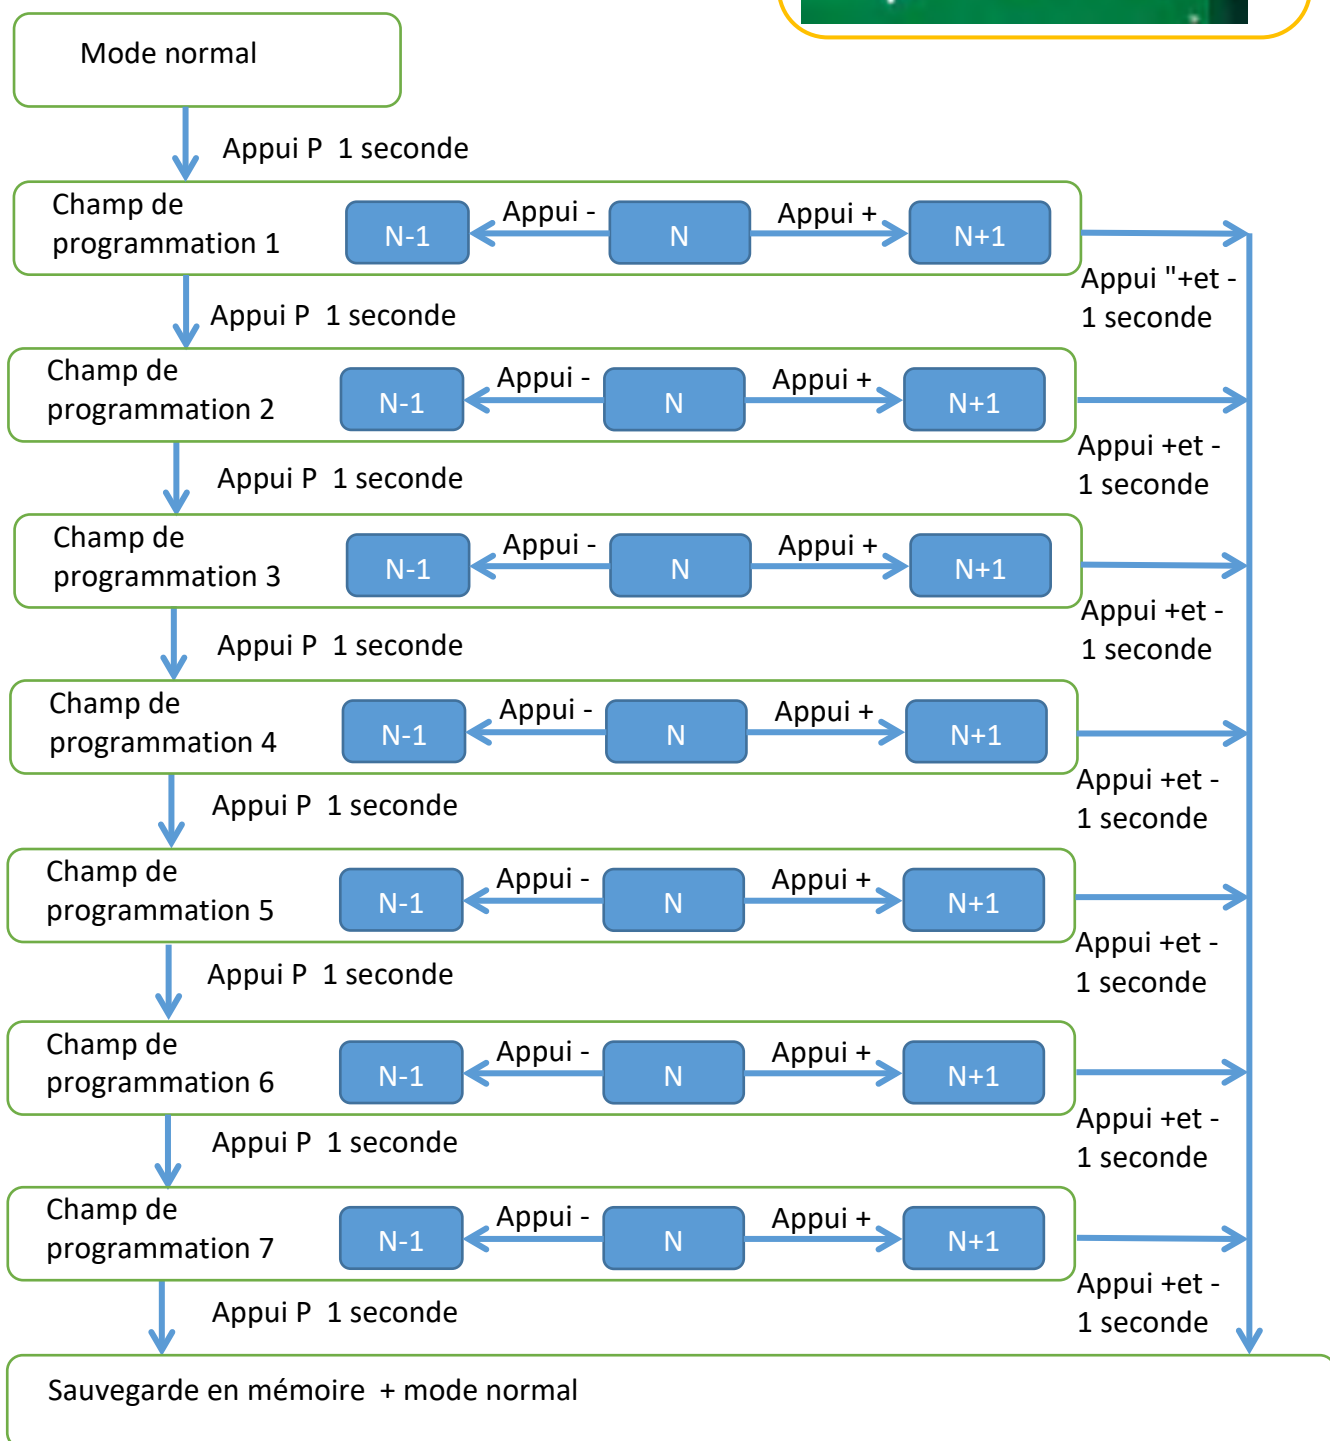 Mode normal
Appui P  1 seconde
Champ de
programmation 1
N-1
Appui -
N
Appui +
N+1
Appui "+et -
1 seconde
Appui P  1 seconde
Champ de
programmation 2
N-1
Appui -
N
Appui +
N+1
Appui +et -
1 seconde
Appui P  1 seconde
Champ de
programmation 3
N-1
Appui -
N
Appui +
N+1
Appui +et -
1 seconde
Appui P  1 seconde
Champ de
programmation 4
N-1
Appui -
N
Appui +
N+1
Appui +et -
1 seconde
Appui P  1 seconde
Champ de
programmation 5
N-1
Appui -
N
Appui +
N+1
Appui +et -
1 seconde
Appui P  1 seconde
Champ de
programmation 6
N-1
Appui -
N
Appui +
N+1
Appui +et -
1 seconde
Appui P  1 seconde
Champ de
programmation 7
N-1
Appui -
N
Appui +
N+1
Appui +et -
1 seconde
Appui P  1 seconde
Sauvegarde en mémoire  + mode normal